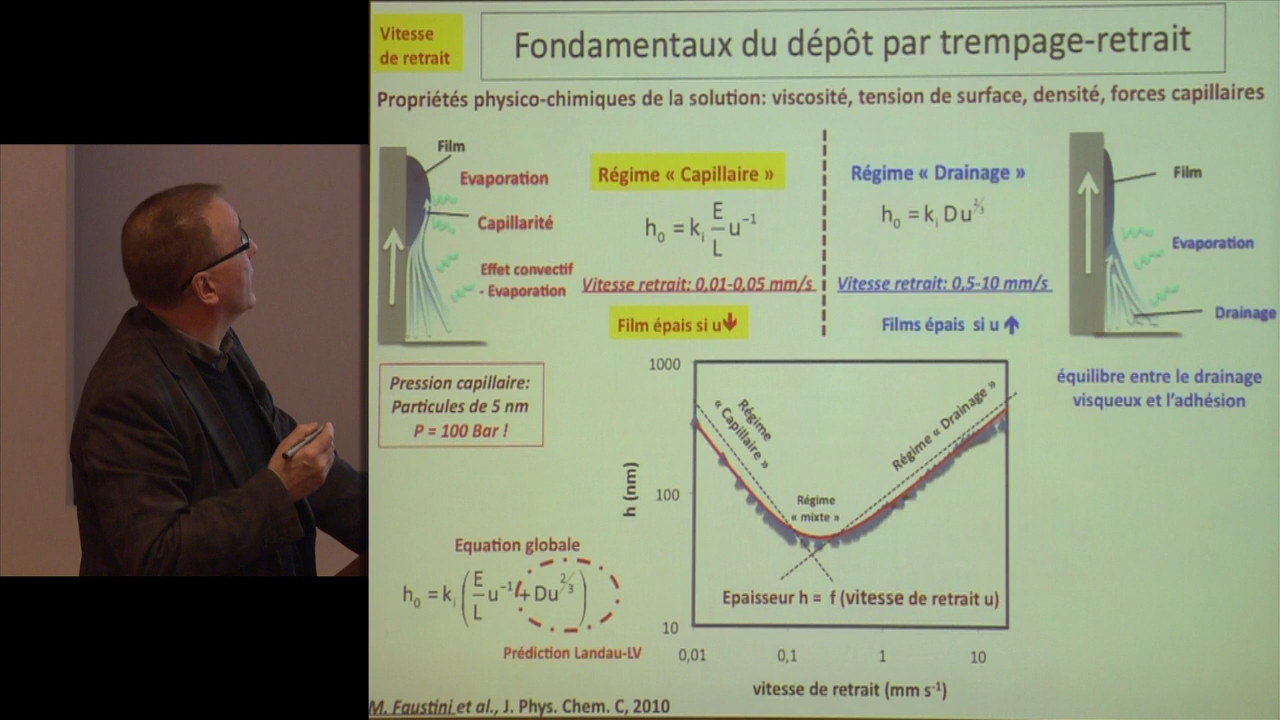 Vitesse
de retrait
Fondamentaux du dépôt par trempage-retrait
Propriétés physico-chimiques de la solution: viscosité, tension de surface, densité, forces capillaires
Film
Evaporation
Capillarité
Effet convectif
- Evaporation
Régime « Capillaire »
h₀ = kᵢ E/L u⁻¹
Vitesse retrait: 0,01-0,05 mm/s
Film épais si u
Régime « Drainage »
h₀ = kᵢ Du^⅔
Vitesse retrait: 0,5-10 mm/s
Films épais si u
Film
Evaporation
Drainage
équilibre entre le drainage
visqueux et l'adhésion
Pression capillaire:
Particules de 5 nm
P = 100 Bar !
Equation globale
h₀ = kᵢ (E/L u⁻¹ + Du^⅔)
Prédiction Landau-LV
1000
100
10
h (nm)
Régime
« Capillaire »
Régime
« mixte »
Régime « Drainage »
Epaisseur h = f (vitesse de retrait u)
0,01 0,1 1 10
vitesse de retrait (mm s⁻¹)
M. Faustini et al., J. Phys. Chem. C, 2010